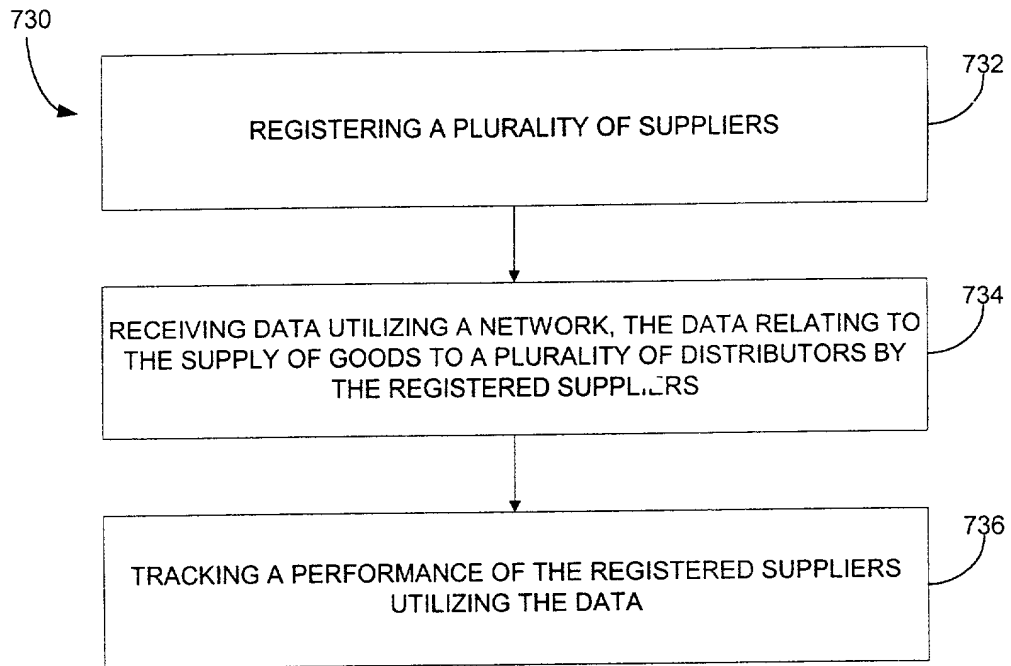 730
732
REGISTERING A PLURALITY OF SUPPLIERS
734
RECEIVING DATA UTILIZING A NETWORK, THE DATA RELATING TO
THE SUPPLY OF GOODS TO A PLURALITY OF DISTRIBUTORS BY
THE REGISTERED SUPPLIERS
736
TRACKING A PERFORMANCE OF THE REGISTERED SUPPLIERS
UTILIZING THE DATA